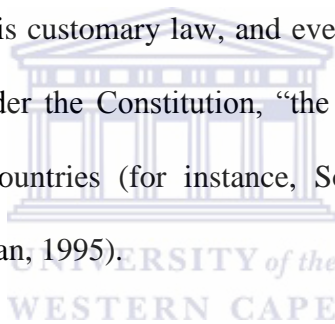 is customary law, and eve
der the Constitution, “the
ountries (for instance, S
an, 1995).
UNIVERSITY of the
WESTERN CAPE